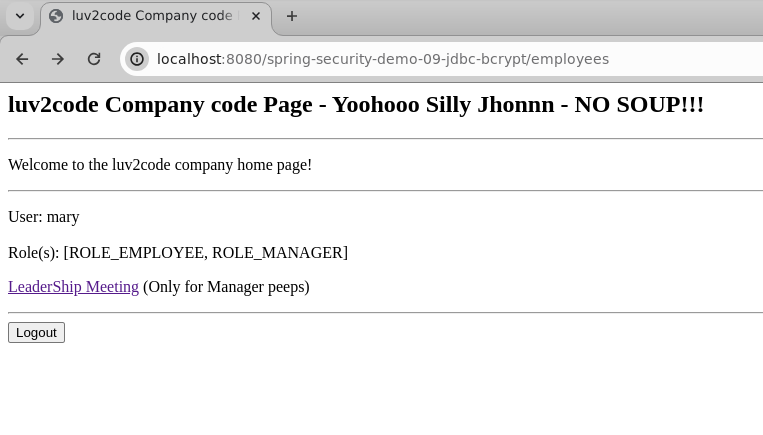 luv2code Company code
localhost:8080/spring-security-demo-09-jdbc-bcrypt/employees
luv2code Company code Page - Yoohooo Silly Jhonnn - NO SOUP!!!
Welcome to the luv2code company home page!
User: mary
Role(s): [ROLE_EMPLOYEE, ROLE_MANAGER]
LeaderShip Meeting (Only for Manager peeps)
Logout